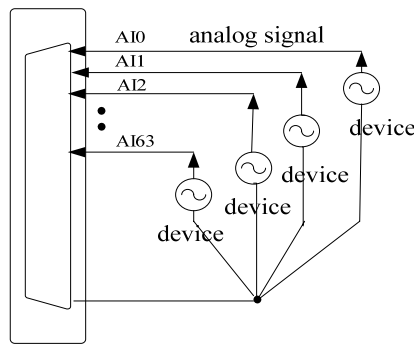 AI0 analog signal
AI1
AI2
AI63
device
device
device
device